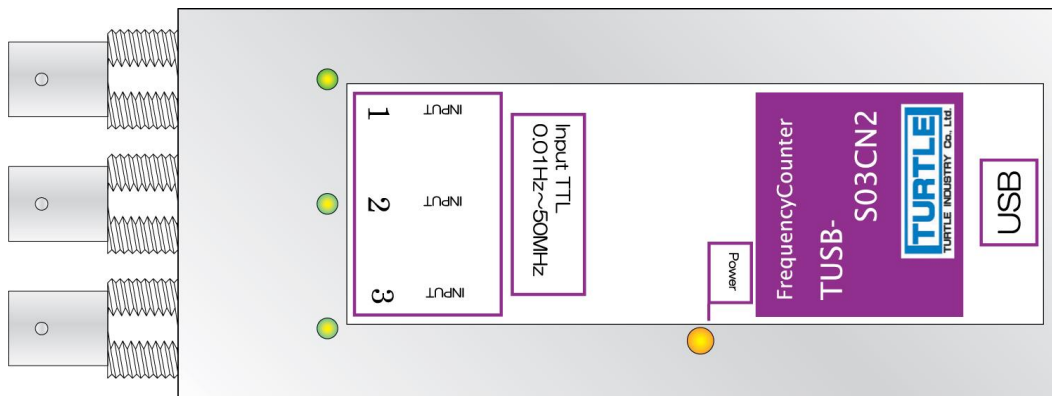 1 INPUT
2 INPUT
3 INPUT
Input TTL
0.01Hz~50MHz
Power
FrequencyCounter
TUSB-
S03CN2
TURTLE
TURTLE INDUSTRY Co., Ltd.
USB